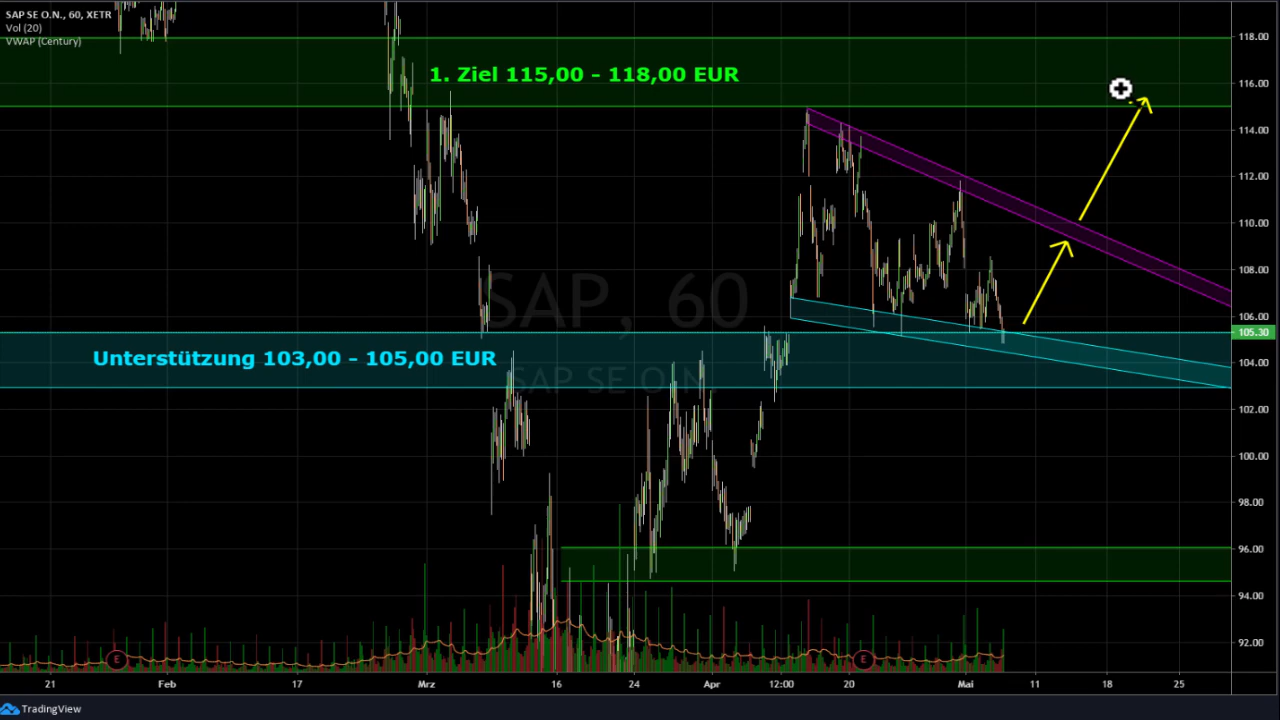 SAP SE O.N., 60, XETR
Vol (20)
VWAP (Century)
1. Ziel 115,00 - 118,00 EUR
SAP, 60
SAP SE O.N.
Unterstützung 103,00 - 105,00 EUR
118.00
116.00
114.00
112.00
110.00
108.00
106.00
105.30
104.00
102.00
100.00
98.00
96.00
94.00
92.00
E
E
21 Feb 17 Mrz 16 24 Apr 12:00 20 Mai 11 18 25
TradingView